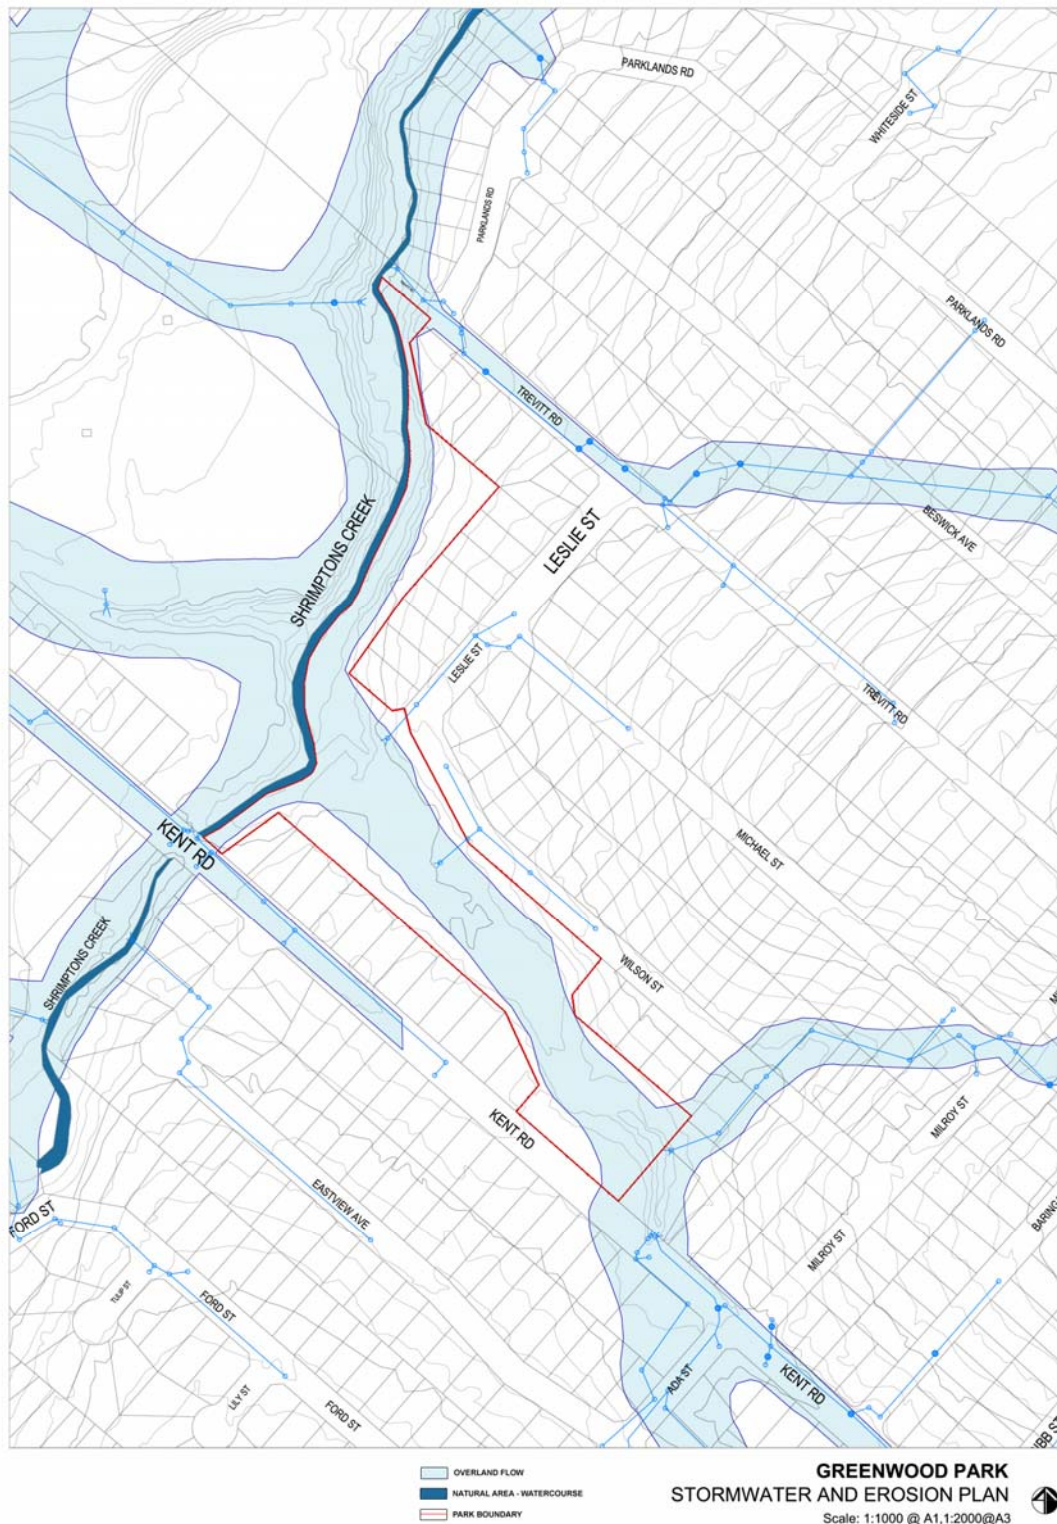 PARKLANDS RD
WHITESIDE ST
PARKLANDS RD
PARKLANDS RD
TREVITT RD
BESWICK AVE
SHRIMPTONS CREEK
LESLIE ST
LESLIE ST
TREVITT RD
KENT RD
MICHAEL ST
SHRIMPTONS CREEK
WILSON ST
KENT RD
MILROY ST
EASTVIEW AVE
FORD ST
BARING
MILROY ST
TULIP ST
FORD ST
ADA ST
KENT RD
LILY ST
FORD ST
OVERLAND FLOW
NATURAL AREA - WATERCOURSE
PARK BOUNDARY
GREENWOOD PARK
STORMWATER AND EROSION PLAN
Scale: 1:1000 @ A1,1:2000@A3